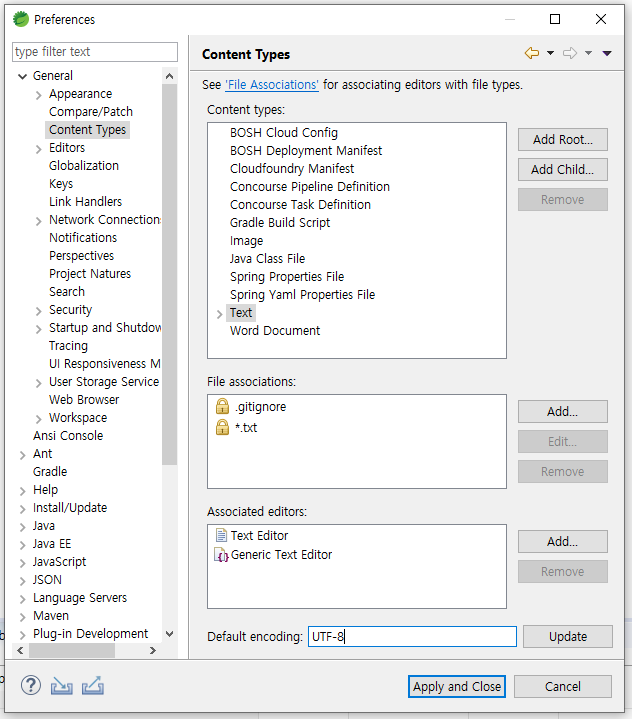 Preferences
type filter text
General
Appearance
Compare/Patch
Content Types
Editors
Globalization
Keys
Link Handlers
Network Connection
Notifications
Perspectives
Project Natures
Search
Security
Startup and Shutdow
Tracing
UI Responsiveness M
User Storage Service
Web Browser
Workspace
Ansi Console
Ant
Gradle
Help
Install/Update
Java
Java EE
JavaScript
JSON
Language Servers
Maven
Plug-in Development
Content Types
See 'File Associations' for associating editors with file types.
Content types:
BOSH Cloud Config
BOSH Deployment Manifest
Cloudfoundry Manifest
Concourse Pipeline Definition
Concourse Task Definition
Gradle Build Script
Image
Java Class File
Spring Properties File
Spring Yaml Properties File
Text
Word Document
Add Root...
Add Child...
Remove
File associations:
.gitignore
*.txt
Add...
Edit...
Remove
Associated editors:
Text Editor
Generic Text Editor
Add...
Remove
Default encoding: UTF-8 Update
Apply and Close Cancel